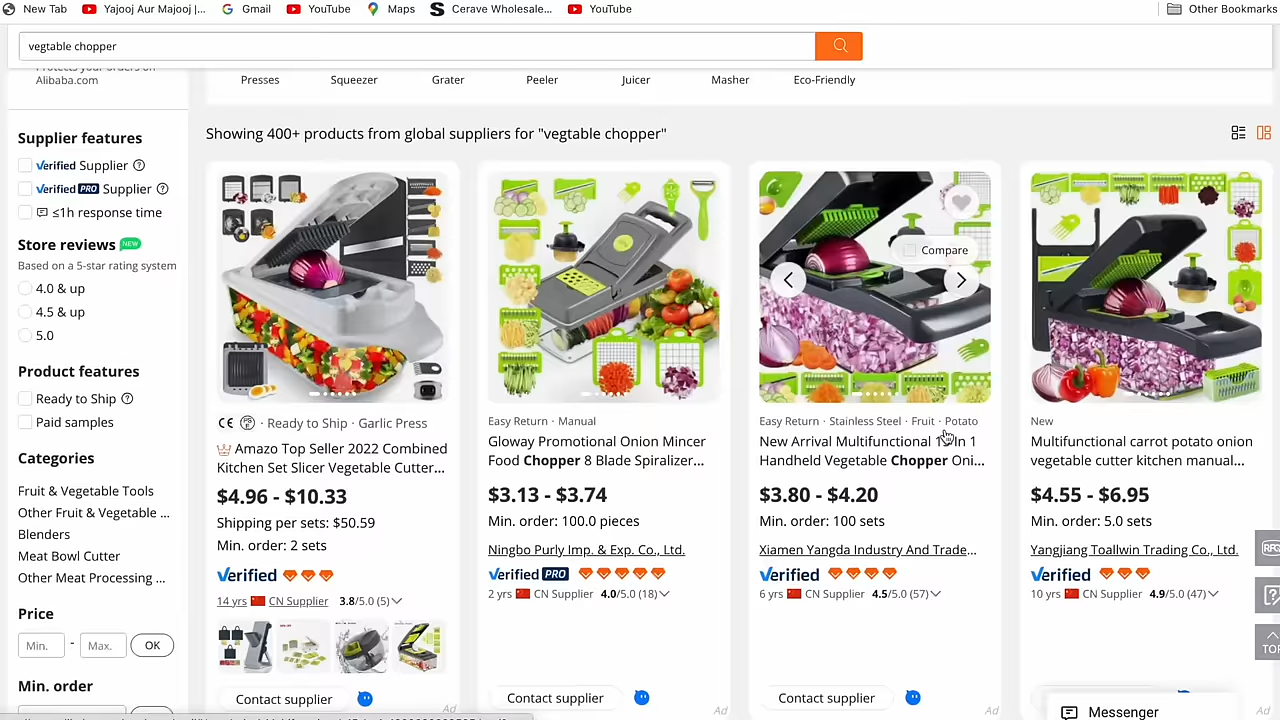 New Tab
Yajooj Aur Majooj |...
Gmail
YouTube
Maps
Cerave Wholesale...
YouTube
Other Bookmarks
vegtable chopper
Alibaba.com
Presses
Squeezer
Grater
Peeler
Juicer
Masher
Eco-Friendly
Showing 400+ products from global suppliers for "vegtable chopper"
Supplier features
Verified Supplier
Verified PRO Supplier
≤1h response time
Store reviews NEW
Based on a 5-star rating system
4.0 & up
4.5 & up
5.0
Product features
Ready to Ship
Paid samples
Categories
Fruit & Vegetable Tools
Other Fruit & Vegetable ...
Blenders
Meat Bowl Cutter
Other Meat Processing ...
Price
Min. - Max. OK
Min. order
CE · Ready to Ship · Garlic Press
Amazo Top Seller 2022 Combined
Kitchen Set Slicer Vegetable Cutter...
$4.96 - $10.33
Shipping per sets: $50.59
Min. order: 2 sets
Verified
14 yrs CN Supplier 3.8/5.0 (5)
Contact supplier
Ad
Easy Return · Manual
Gloway Promotional Onion Mincer
Food Chopper 8 Blade Spiralizer...
$3.13 - $3.74
Min. order: 100.0 pieces
Ningbo Purly Imp. & Exp. Co., Ltd.
Verified PRO
2 yrs CN Supplier 4.0/5.0 (18)
Contact supplier
Ad
Compare
Easy Return · Stainless Steel · Fruit · Potato
New Arrival Multifunctional In 1
Handheld Vegetable Chopper Oni...
$3.80 - $4.20
Min. order: 100 sets
Xiamen Yangda Industry And Trade...
Verified
6 yrs CN Supplier 4.5/5.0 (57)
Contact supplier
Ad
New
Multifunctional carrot potato onion
vegetable cutter kitchen manual...
$4.55 - $6.95
Min. order: 5.0 sets
Yangjiang Toallwin Trading Co., Ltd.
Verified
10 yrs CN Supplier 4.9/5.0 (47)
Ad
RFQ
TOP
Messenger